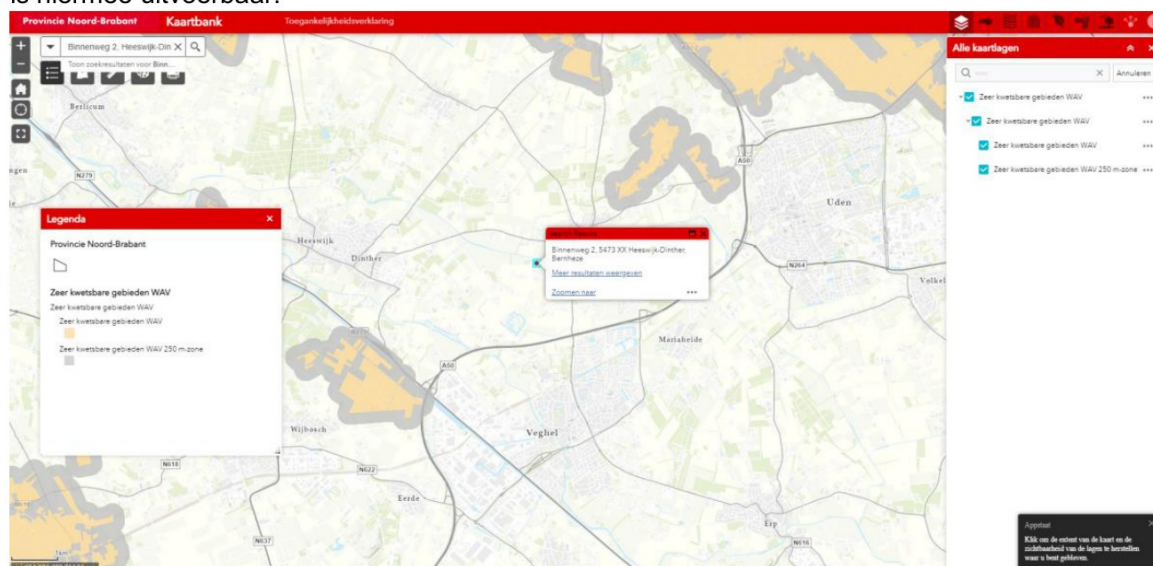 is hiermee uitvoerbaar.
Provincie Noord-Brabant
Kaartbank
Toegankelijkheidsverklaring
Binnenweg 2, Heeswijk-Din
Toon zoekresultaten voor Binn...
Alle kaartlagen
Annuleren
Zeer kwetsbare gebieden WAV
Zeer kwetsbare gebieden WAV
Zeer kwetsbare gebieden WAV
Zeer kwetsbare gebieden WAV 250 m-zone
Berlicum
N279
Heeswijk
Dinther
A50
Uden
N264
Volkel
Mariaheide
A50
Wijbosch
Veghel
N618
N622
Eerde
Erp
N637
N616
1km
Legenda
Provincie Noord-Brabant
Zeer kwetsbare gebieden WAV
Zeer kwetsbare gebieden WAV
Zeer kwetsbare gebieden WAV
Zeer kwetsbare gebieden WAV 250 m-zone
Search Results
Binnenweg 2, 5473 XX Heeswijk-Dinther,
Bernheze
Meer resultaten weergeven
Zoomen naar
Appstaat
Klik om de extent van de kaart en de
zichtbaarheid van de lagen te herstellen
waar u bent gebleven.